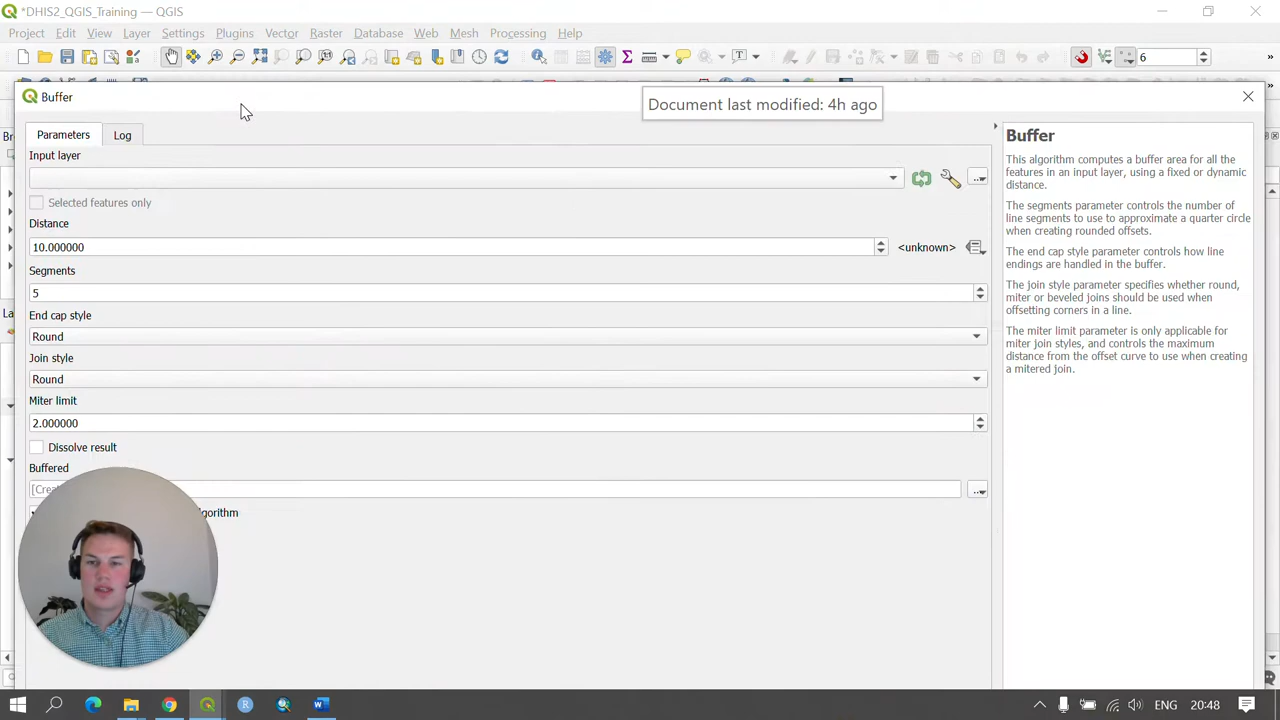 *DHIS2_QGIS_Training — QGIS
Project Edit View Layer Settings Plugins Vector Raster Database Web Mesh Processing Help
6
Buffer
Document last modified: 4h ago
Parameters Log
Input layer
Selected features only
Distance
10.000000 <unknown>
Segments
5
End cap style
Round
Join style
Round
Miter limit
2.000000
Dissolve result
Buffered
[Crea
lgorithm
Buffer
This algorithm computes a buffer area for all the
features in an input layer, using a fixed or dynamic
distance.
The segments parameter controls the number of
line segments to use to approximate a quarter circle
when creating rounded offsets.
The end cap style parameter controls how line
endings are handled in the buffer.
The join style parameter specifies whether round,
miter or beveled joins should be used when
offsetting corners in a line.
The miter limit parameter is only applicable for
miter join styles, and controls the maximum
distance from the offset curve to use when creating
a mitered join.
Br
La
ENG 20:48